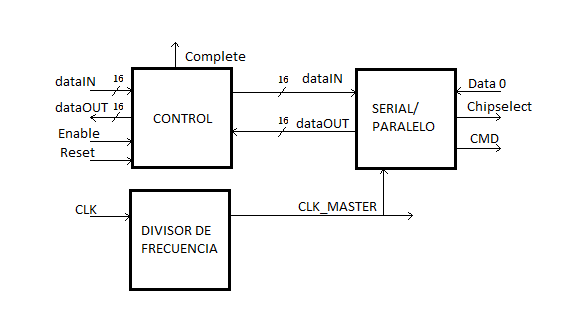 Complete
dataIN 16
dataOUT 16
Enable
Reset
CONTROL
16 dataIN
16 dataOUT
SERIAL/
PARALELO
Data 0
Chipselect
CMD
CLK
DIVISOR DE
FRECUENCIA
CLK_MASTER